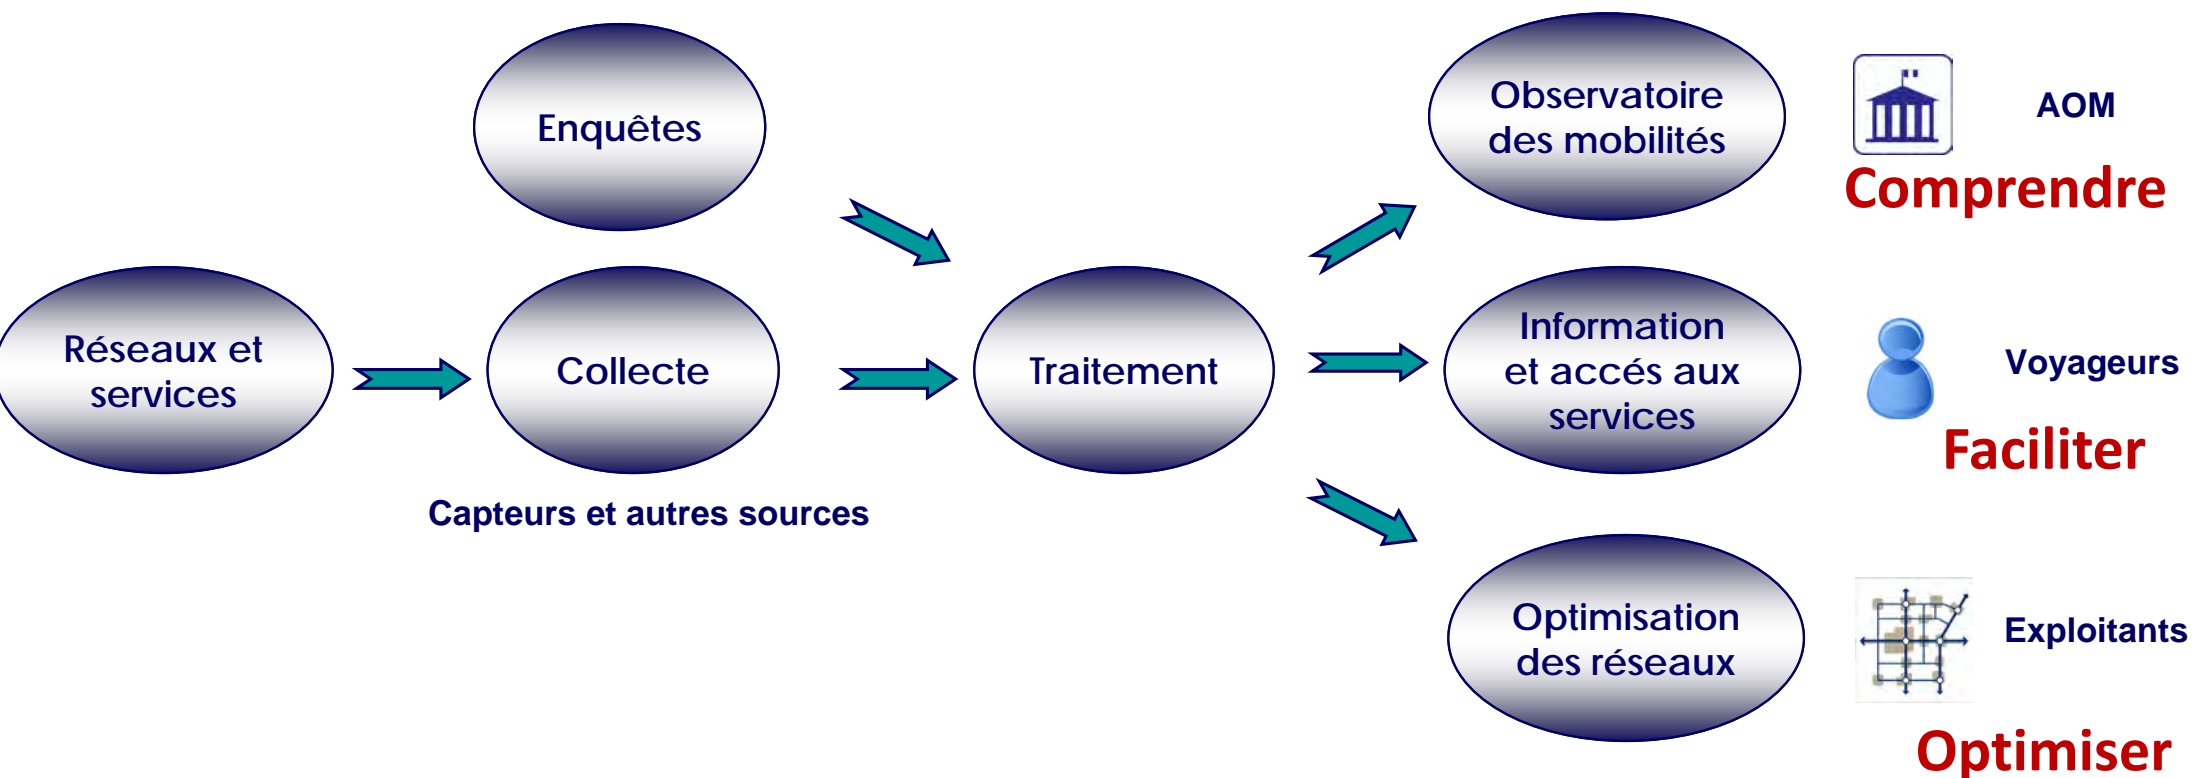 Enquêtes
Réseaux et
services
Collecte
Capteurs et autres sources
Traitement
Observatoire
des mobilités
AOM
Comprendre
Information
et accés aux
services
Voyageurs
Faciliter
Optimisation
des réseaux
Exploitants
Optimiser